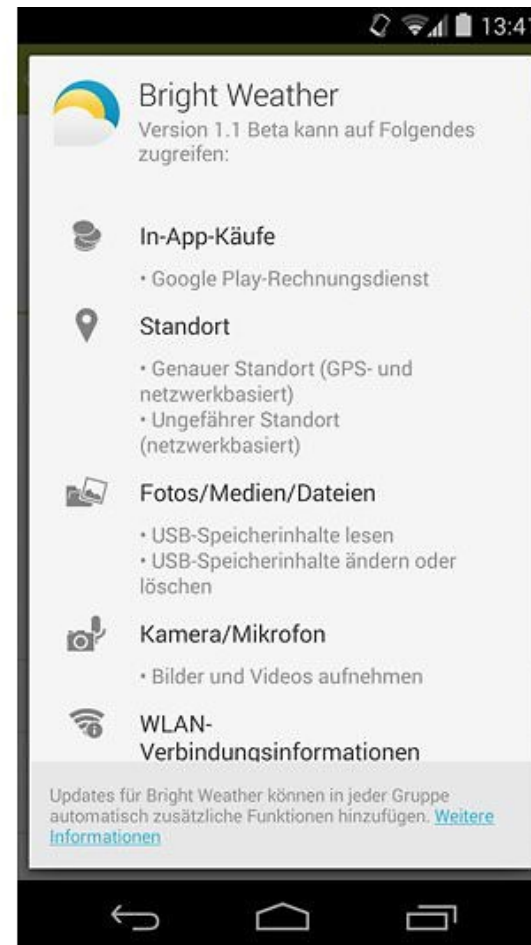 13:41
Bright Weather
Version 1.1 Beta kann auf Folgendes
zugreifen:
In-App-Käufe
• Google Play-Rechnungsdienst
Standort
• Genauer Standort (GPS- und
netzwerkbasiert)
• Ungefährer Standort
(netzwerkbasiert)
Fotos/Medien/Dateien
• USB-Speicherinhalte lesen
• USB-Speicherinhalte ändern oder
löschen
Kamera/Mikrofon
• Bilder und Videos aufnehmen
WLAN-
Verbindungsinformationen
Updates für Bright Weather können in jeder Gruppe
automatisch zusätzliche Funktionen hinzufügen. Weitere
Informationen